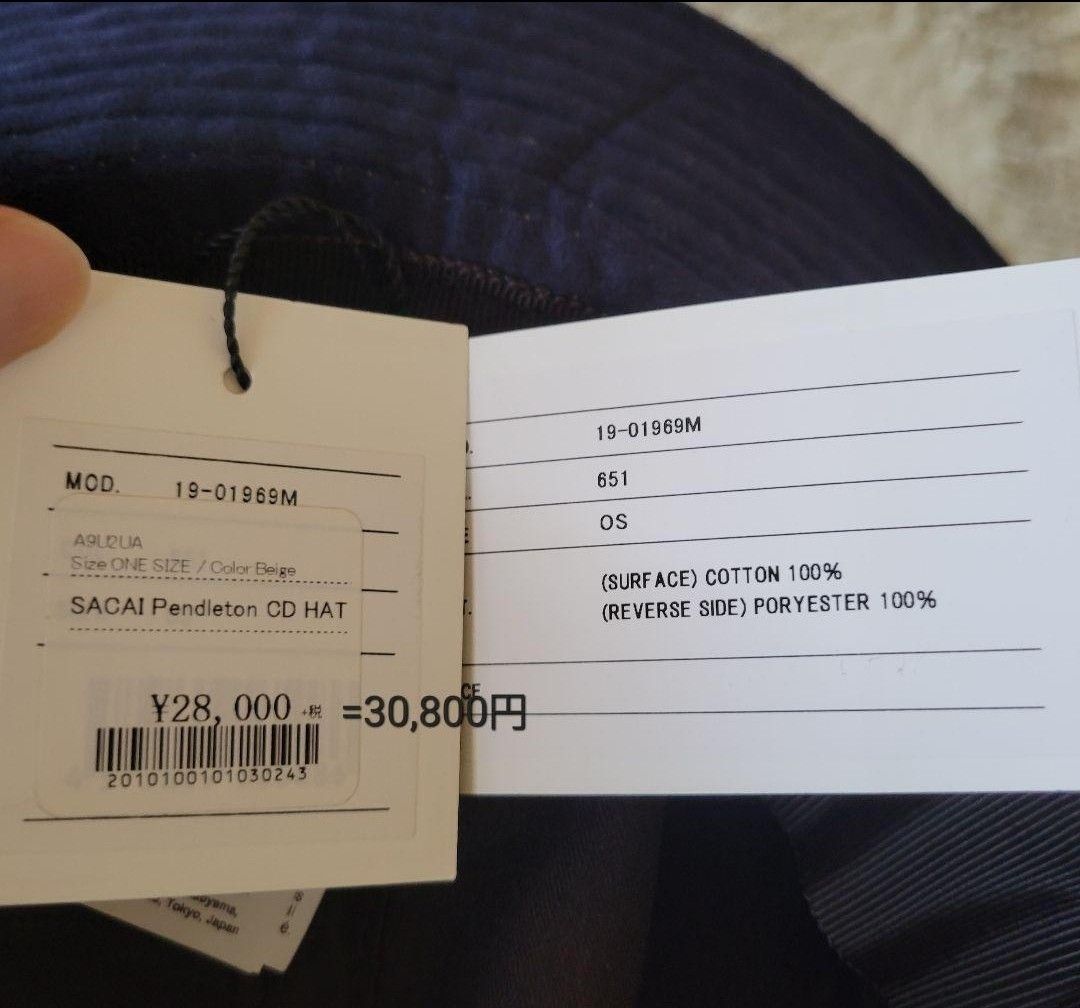 MOD. 19-01969M
A9U2UA
Size ONE SIZE / Color Beige
SACAI Pendleton CD HAT
¥28,000 +税 =30,800円
2010100101030243
19-01969M
651
OS
(SURFACE) COTTON 100%
(REVERSE SIDE) PORYESTER 100%
Tokyo, Japan